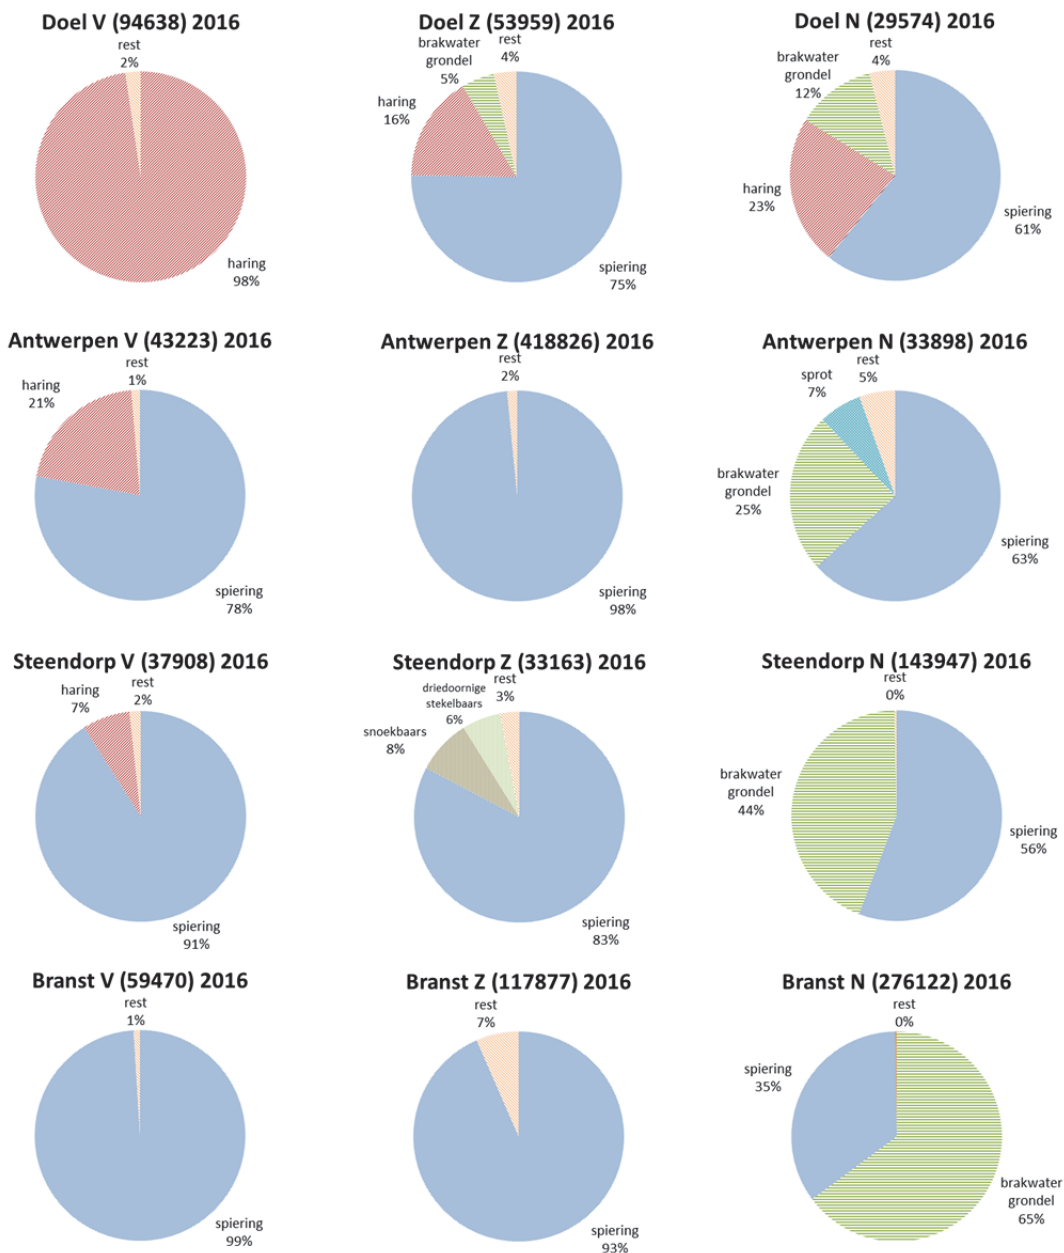 Doel V (94638) 2016
rest
2%
haring
98%
Doel Z (53959) 2016
brakwater
grondel
5%
rest
4%
haring
16%
spiering
75%
Doel N (29574) 2016
brakwater
grondel
12%
rest
4%
haring
23%
spiering
61%
Antwerpen V (43223) 2016
haring
21%
rest
1%
spiering
78%
Antwerpen Z (418826) 2016
rest
2%
spiering
98%
Antwerpen N (33898) 2016
sprot
7%
rest
5%
brakwater
grondel
25%
spiering
63%
Steendorp V (37908) 2016
haring
7%
rest
2%
spiering
91%
Steendorp Z (33163) 2016
driedoornige
stekelbaars
6%
rest
3%
snoekbaars
8%
spiering
83%
Steendorp N (143947) 2016
rest
0%
brakwater
grondel
44%
spiering
56%
Branst V (59470) 2016
rest
1%
spiering
99%
Branst Z (117877) 2016
rest
7%
spiering
93%
Branst N (276122) 2016
rest
0%
spiering
35%
brakwater
grondel
65%